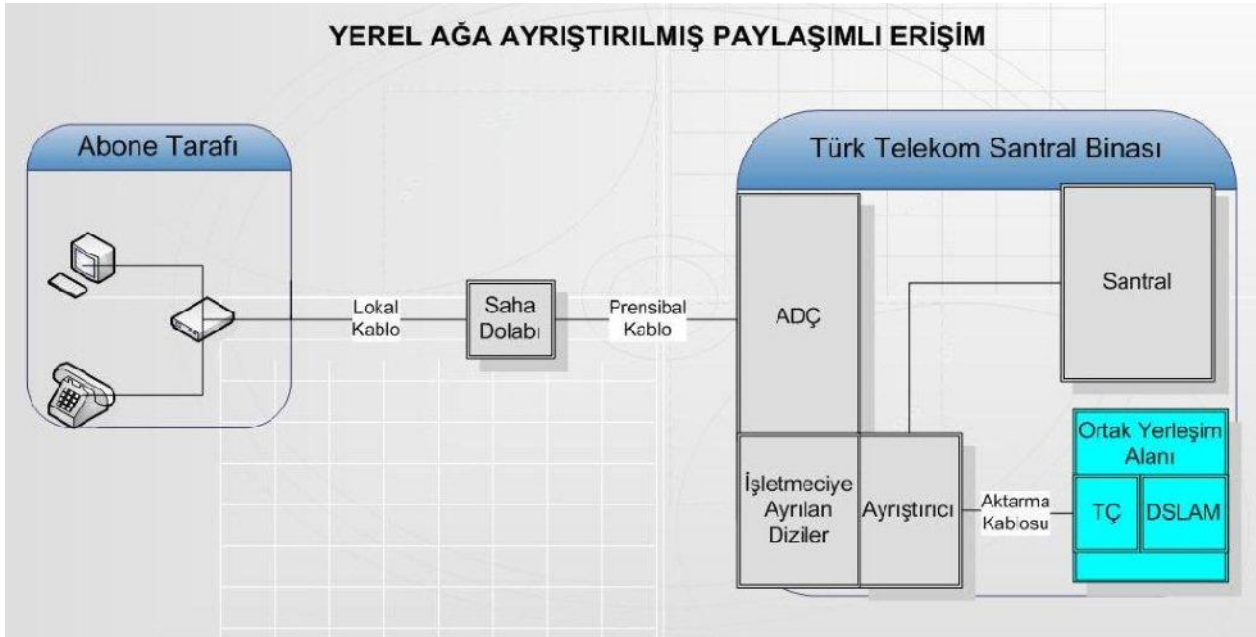 YEREL AĞA AYRIŞTIRILMIŞ PAYLAŞIMLI ERİŞİM
Abone Tarafı
Türk Telekom Santral Binası
Lokal
Kablo
Saha
Dolabı
Prensibal
Kablo
ADÇ
Santral
İşletmeciye
Ayrılan
Diziler
Ayrıştırıcı
Aktarma
Kablosu
Ortak Yerleşim
Alanı
TÇ
DSLAM